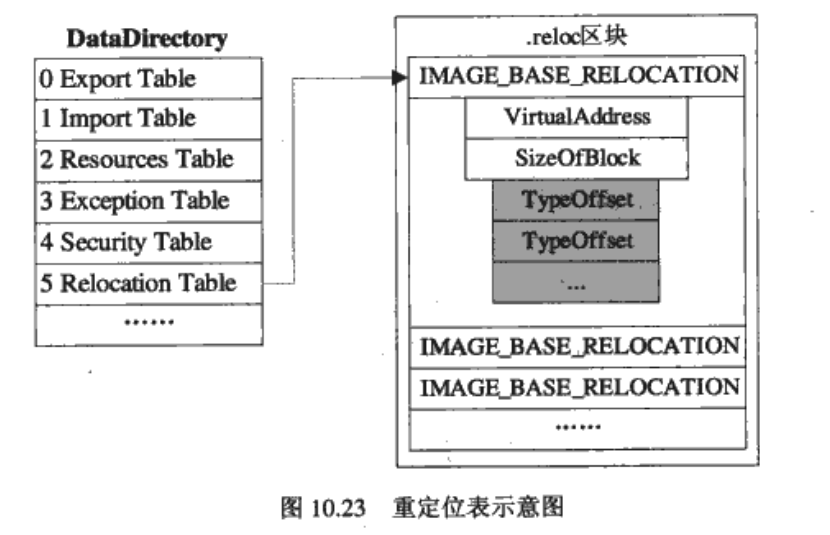 DataDirectory
0 Export Table
1 Import Table
2 Resources Table
3 Exception Table
4 Security Table
5 Relocation Table
……
.reloc区块
IMAGE_BASE_RELOCATION
VirtualAddress
SizeOfBlock
TypeOffset
TypeOffset
...
IMAGE_BASE_RELOCATION
IMAGE_BASE_RELOCATION
……
图 10.23 重定位表示意图